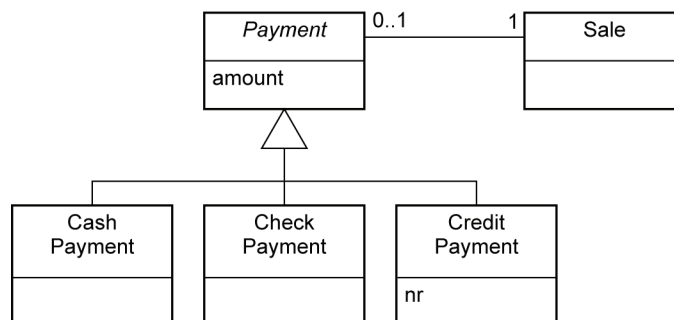 Payment
0..1
1
Sale
amount
Cash
Payment
Check
Payment
Credit
Payment
nr